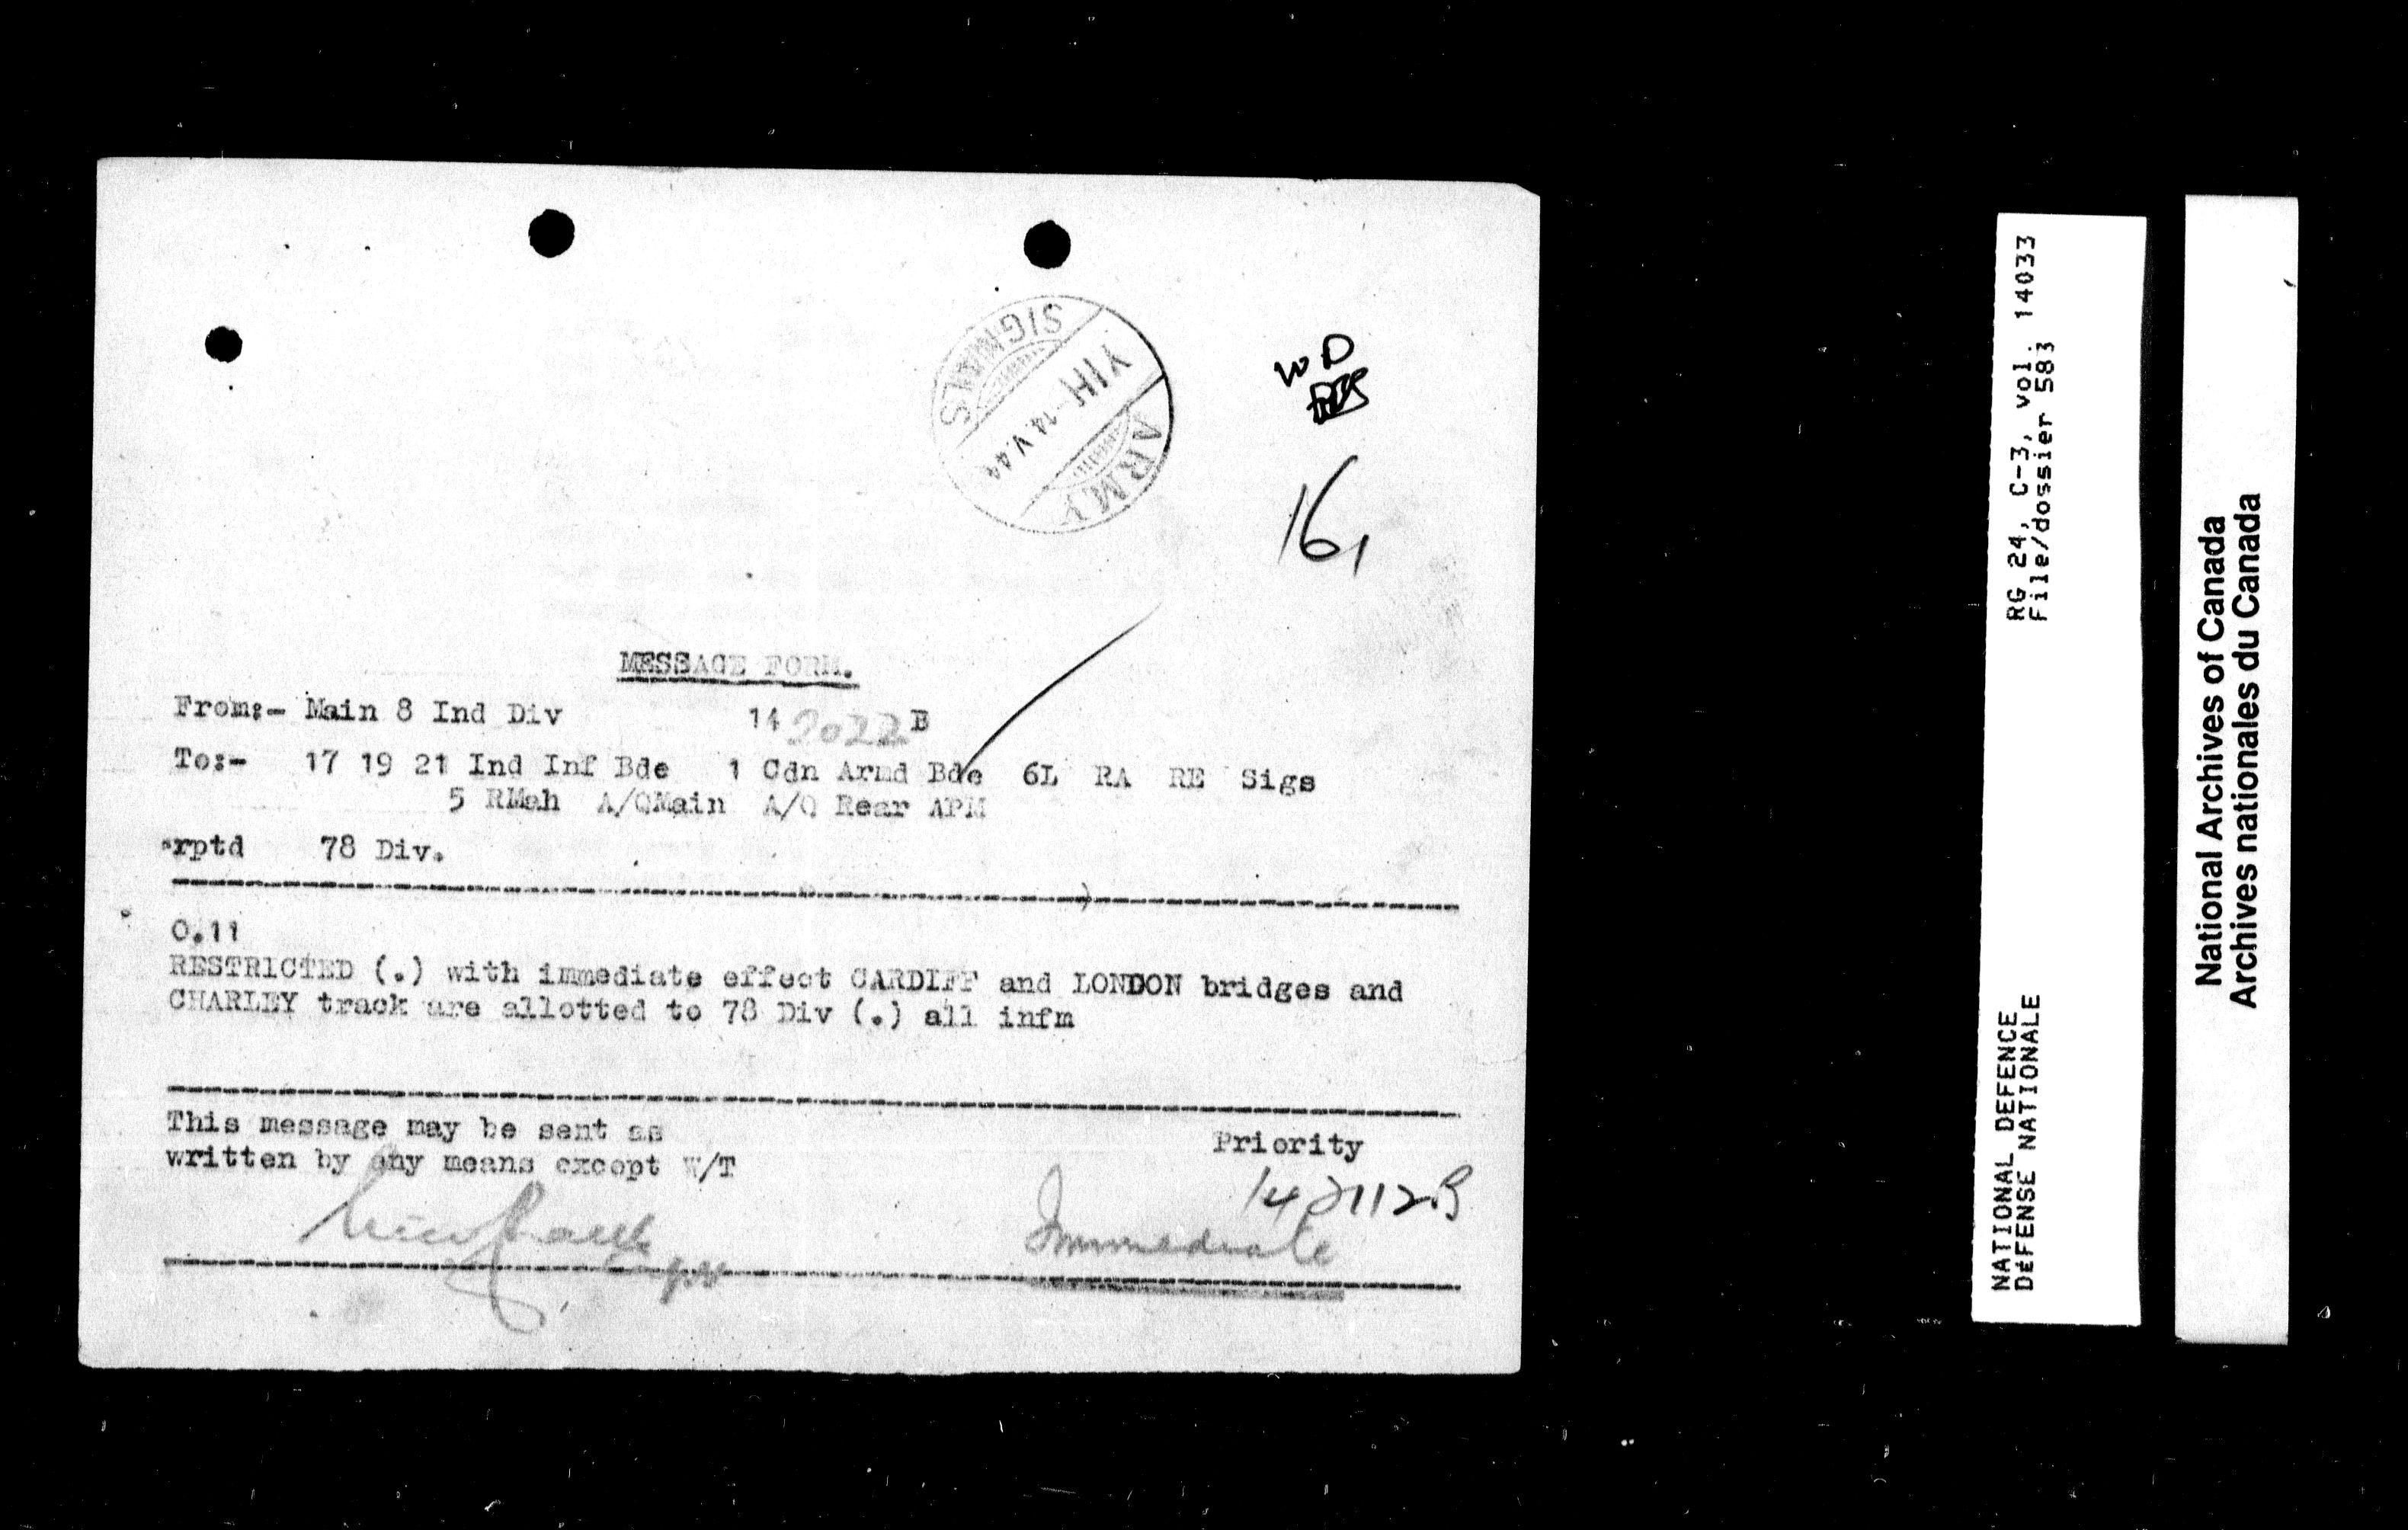 ARMY SIGNALS
YIH -14.V.44
WD
16,
MESSAGE FORM.
From:- Main 8 Ind Div 14 2022 B
To:- 17 19 21 Ind Inf Bde 1 Cdn Armd Bde 6L RA RE Sigs
5 RMah A/QMain A/Q Rear APM
rptd 78 Div.
O.11
RESTRICTED (.) with immediate effect CARDIFF and LONDON bridges and
CHARLEY track are allotted to 78 Div (.) all infm
This message may be sent as
written by any means except W/T
Priority
142112B
Immediate
Capt
RG 24, C-3, vol. 14033
File/dossier 583
NATIONAL DEFENCE
DÉFENSE NATIONALE
National Archives of Canada
Archives nationales du Canada